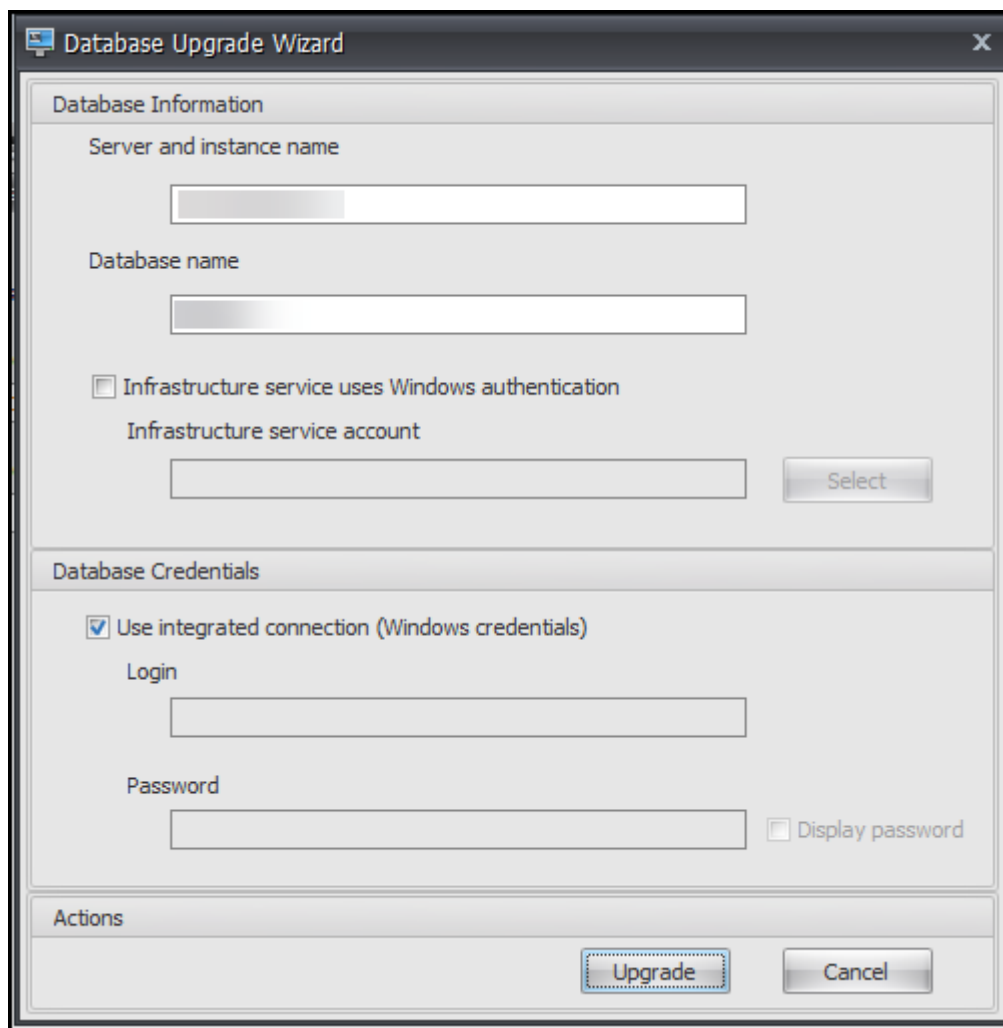 Database Upgrade Wizard
Database Information
Server and instance name
Database name
Infrastructure service uses Windows authentication
Infrastructure service account
Select
Database Credentials
Use integrated connection (Windows credentials)
Login
Password
Display password
Actions
Upgrade Cancel